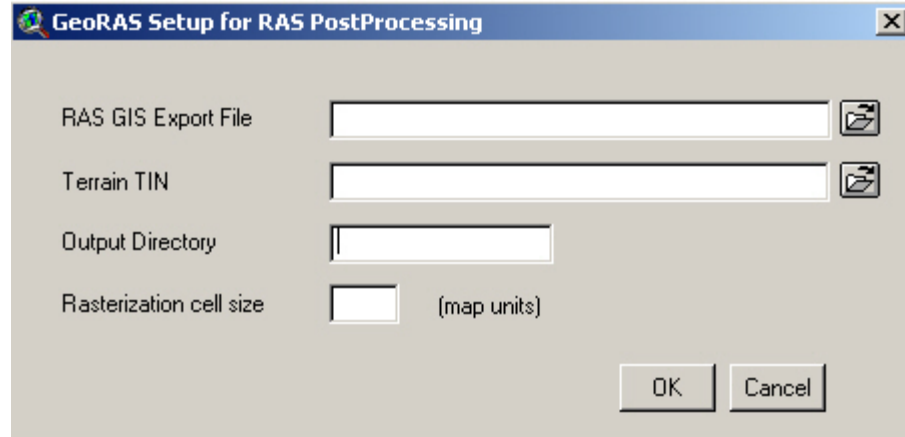 GeoRAS Setup for RAS PostProcessing
RAS GIS Export File
Terrain TIN
Output Directory
Rasterization cell size (map units)
OK Cancel